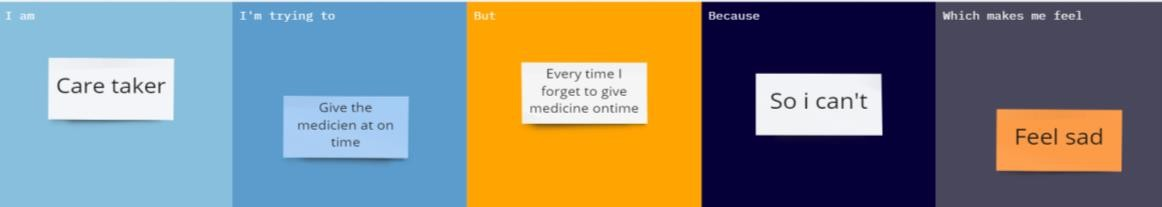 I am
Care taker
I'm trying to
Give the
medicien at on
time
But
Every time I
forget to give
medicine ontime
Because
So i can't
Which makes me feel
Feel sad